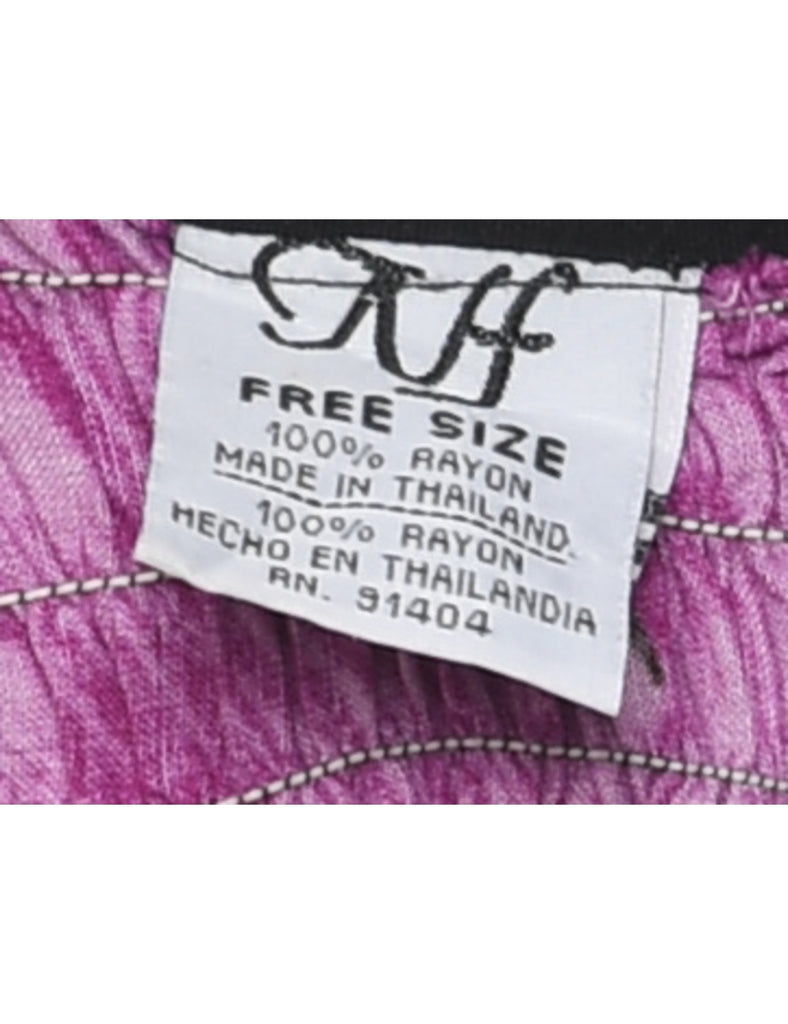 FREE SIZE
100% RAYON
MADE IN THAILAND.
100% RAYON
HECHO EN THAILANDIA
RN. 91404